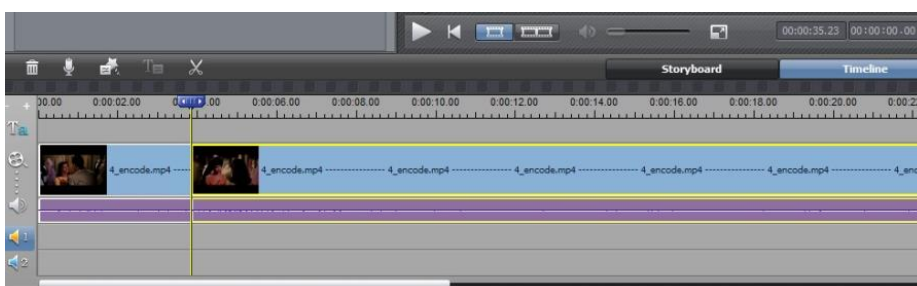 00:00:35.23 00:00:00.00
T
Storyboard Timeline
- + 00.00 0:00:02.00 0:00:06.00 0:00:08.00 0:00:10.00 0:00:12.00 0:00:14.00 0:00:16.00 0:00:18.00 0:00:20.00
T
4_encode.mp4 4_encode.mp4 4_encode.mp4 4_encode.mp4 4_encode.mp4 4_encode.mp4
1
2